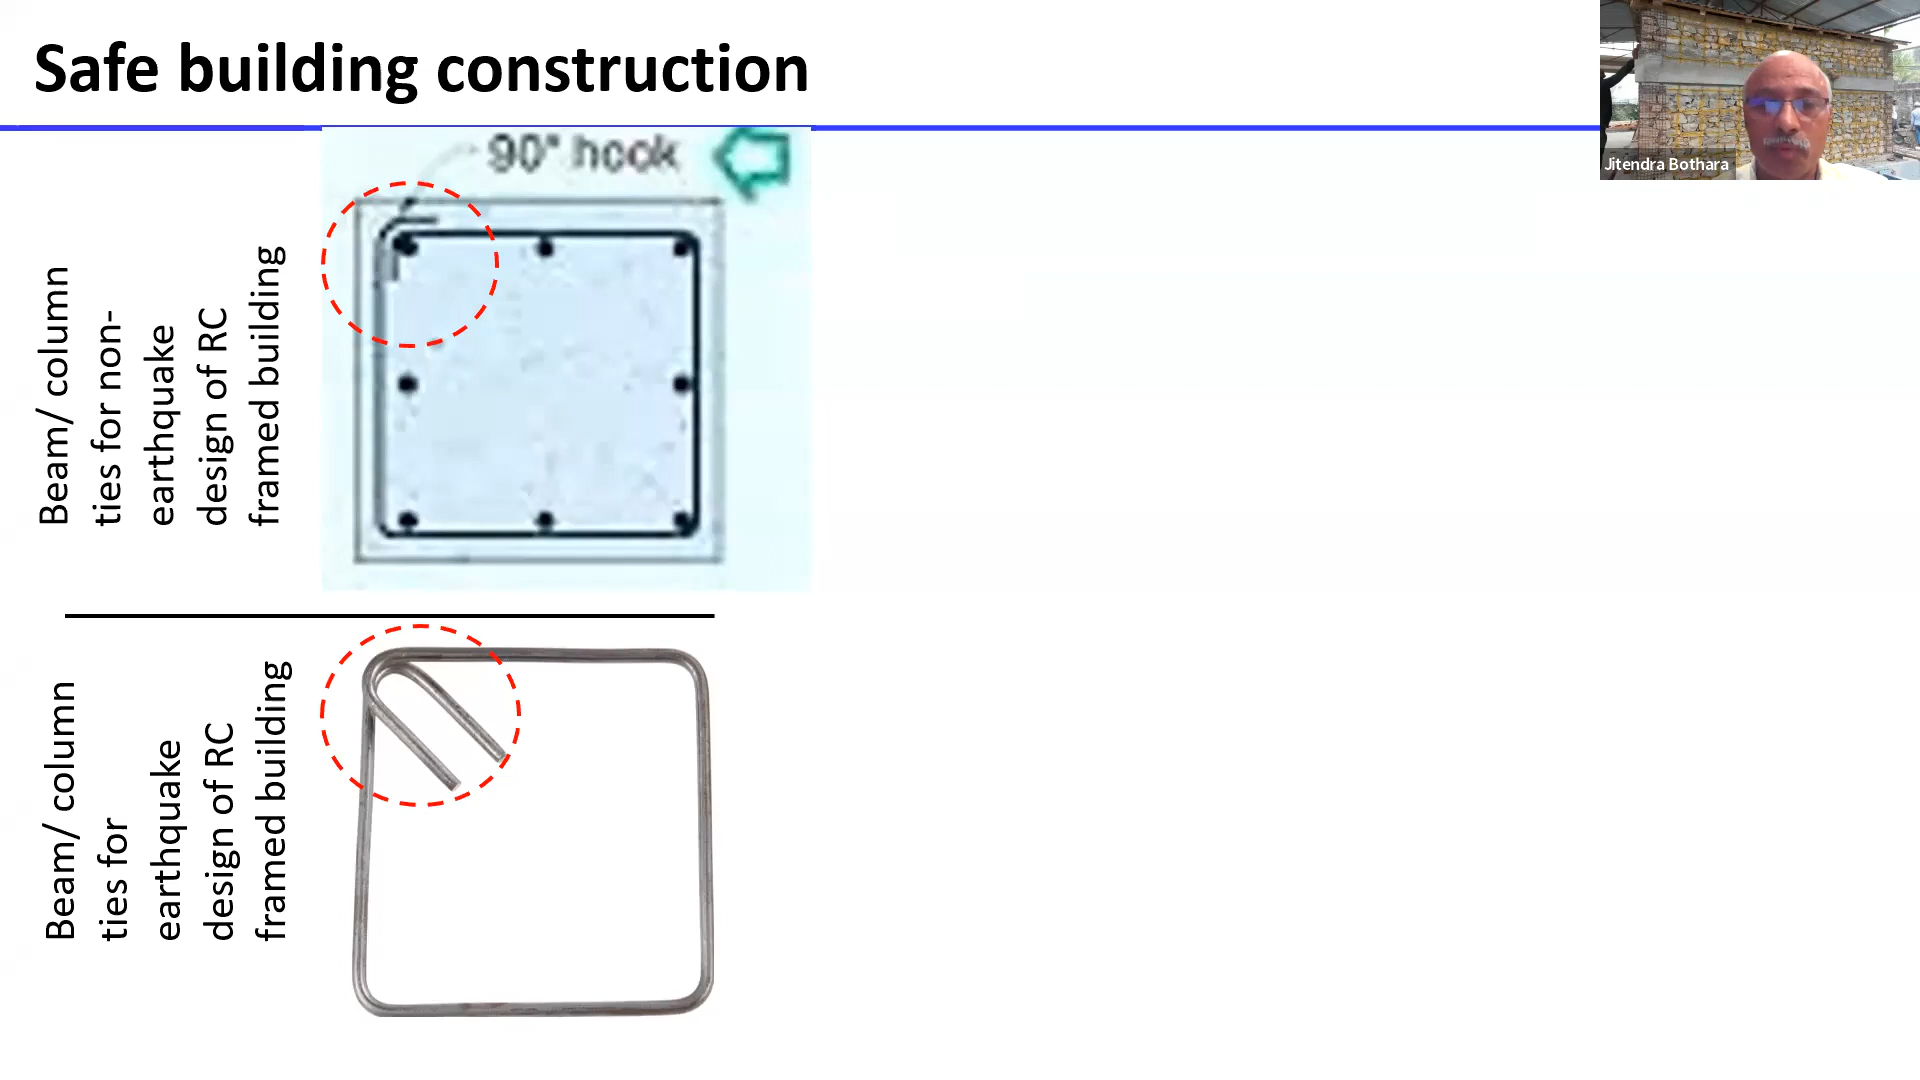 Safe building construction
Jitendra Bothara
90° hook
Beam/ column
ties for non-
earthquake
design of RC
framed building
Beam/ column
ties for
earthquake
design of RC
framed building